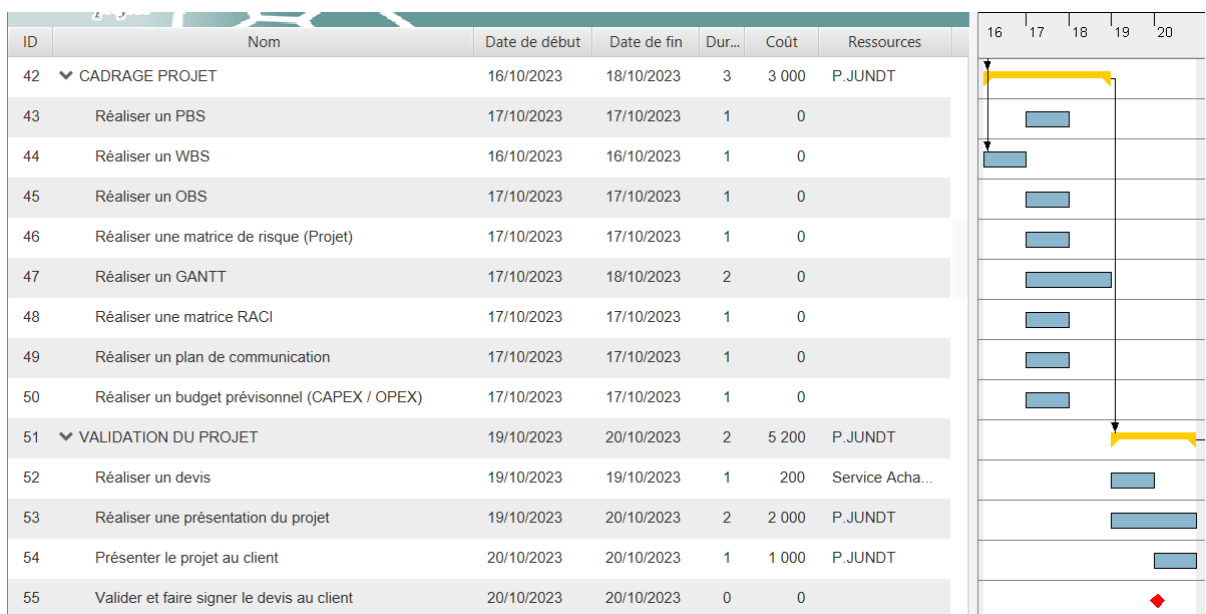 projet
ID Nom Date de début Date de fin Dur... Coût Ressources 16 17 18 19 20
42 CADRAGE PROJET 16/10/2023 18/10/2023 3 3 000 P.JUNDT
43 Réaliser un PBS 17/10/2023 17/10/2023 1 0
44 Réaliser un WBS 16/10/2023 16/10/2023 1 0
45 Réaliser un OBS 17/10/2023 17/10/2023 1 0
46 Réaliser une matrice de risque (Projet) 17/10/2023 17/10/2023 1 0
47 Réaliser un GANTT 17/10/2023 18/10/2023 2 0
48 Réaliser une matrice RACI 17/10/2023 17/10/2023 1 0
49 Réaliser un plan de communication 17/10/2023 17/10/2023 1 0
50 Réaliser un budget prévisonnel (CAPEX / OPEX) 17/10/2023 17/10/2023 1 0
51 VALIDATION DU PROJET 19/10/2023 20/10/2023 2 5 200 P.JUNDT
52 Réaliser un devis 19/10/2023 19/10/2023 1 200 Service Acha...
53 Réaliser une présentation du projet 19/10/2023 20/10/2023 2 2 000 P.JUNDT
54 Présenter le projet au client 20/10/2023 20/10/2023 1 1 000 P.JUNDT
55 Valider et faire signer le devis au client 20/10/2023 20/10/2023 0 0